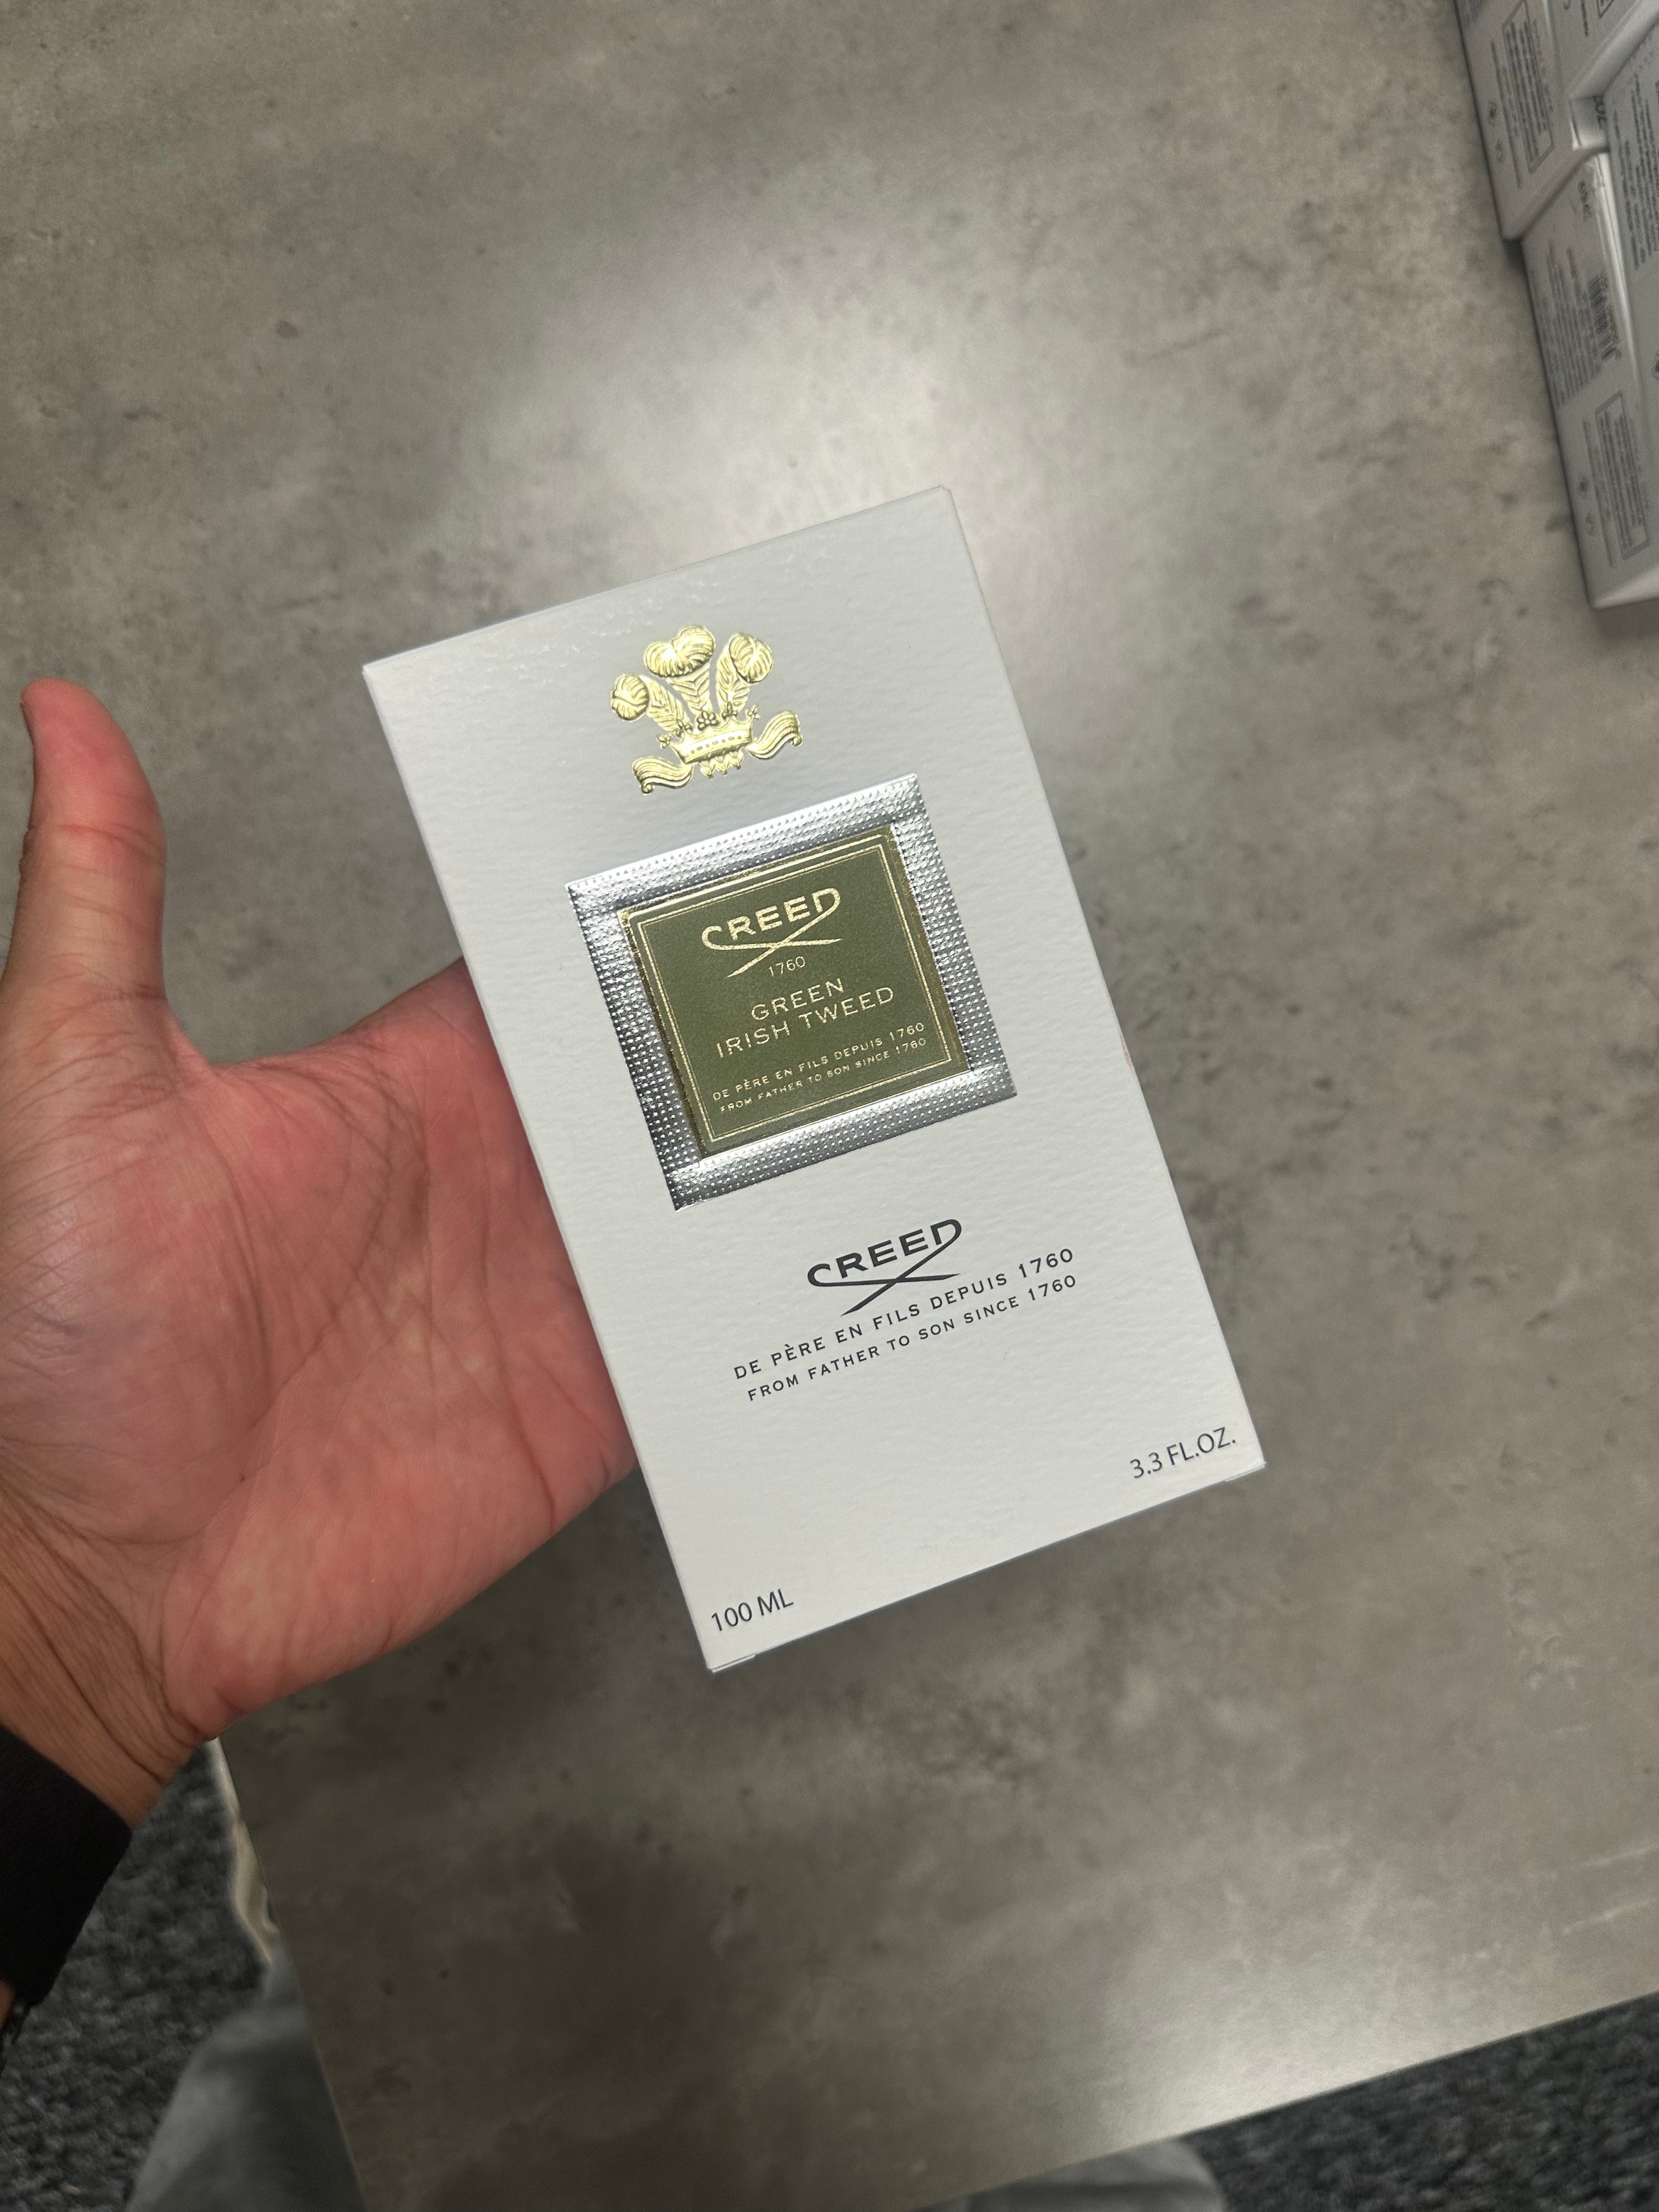 CREED
1760
GREEN
IRISH TWEED
DE PÈRE EN FILS DEPUIS 1760
FROM FATHER TO SON SINCE 1760
CREED
DE PÈRE EN FILS DEPUIS 1760
FROM FATHER TO SON SINCE 1760
3.3 FL.OZ.
100 ML